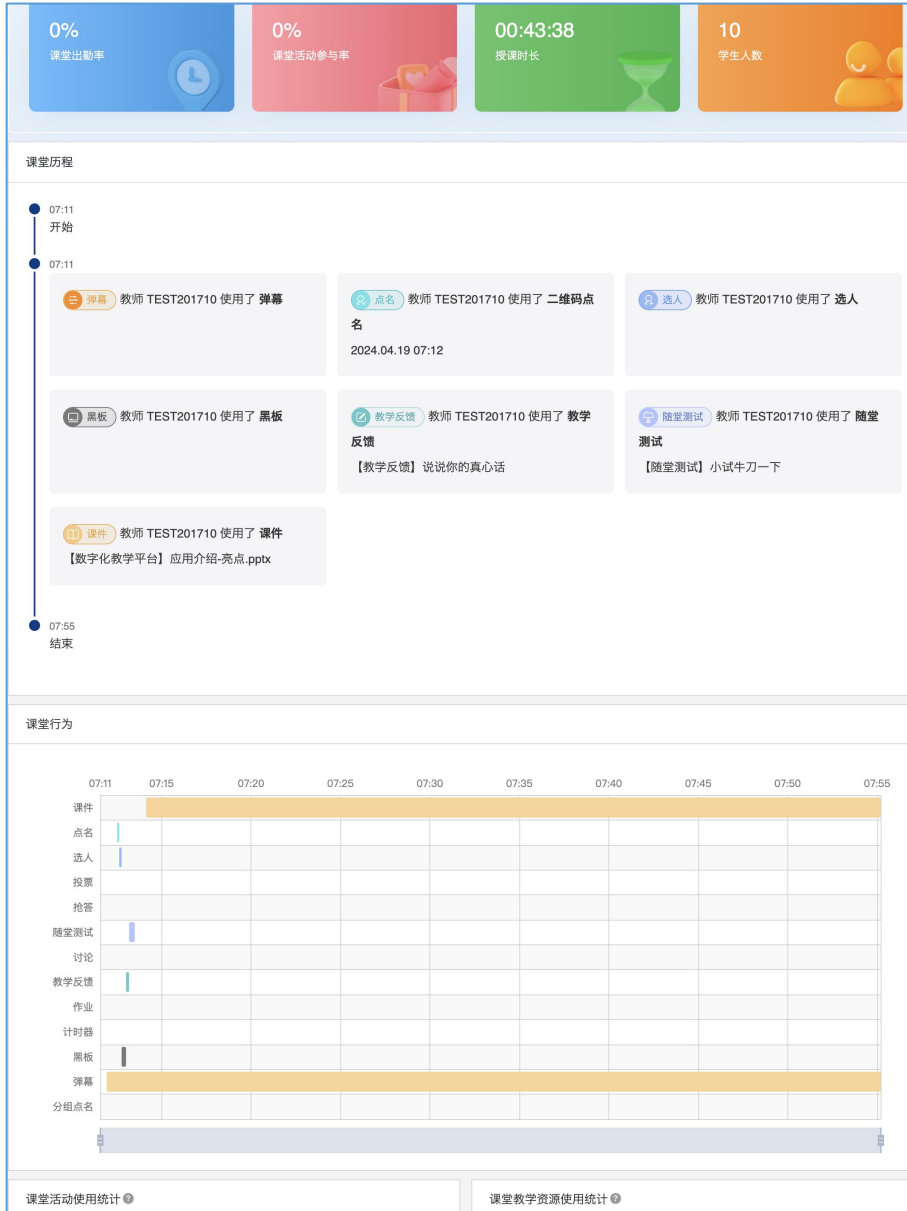 0%
课堂出勤率
0%
课堂活动参与率
00:43:38
授课时长
10
学生人数
课堂历程
07:11
开始
07:11
弹幕 教师 TEST201710 使用了 弹幕
点名 教师 TEST201710 使用了 二维码点
名
2024.04.19 07:12
选人 教师 TEST201710 使用了 选人
黑板 教师 TEST201710 使用了 黑板
教学反馈 教师 TEST201710 使用了 教学
反馈
【教学反馈】说说你的真心话
随堂测试 教师 TEST201710 使用了 随堂
测试
【随堂测试】小试牛刀一下
课件 教师 TEST201710 使用了 课件
【数字化教学平台】应用介绍-亮点.pptx
07:55
结束
课堂行为
07:11 07:15 07:20 07:25 07:30 07:35 07:40 07:45 07:50 07:55
课件
点名
选人
投票
抢答
随堂测试
讨论
教学反馈
作业
计时器
黑板
弹幕
分组点名
课堂活动使用统计
课堂教学资源使用统计